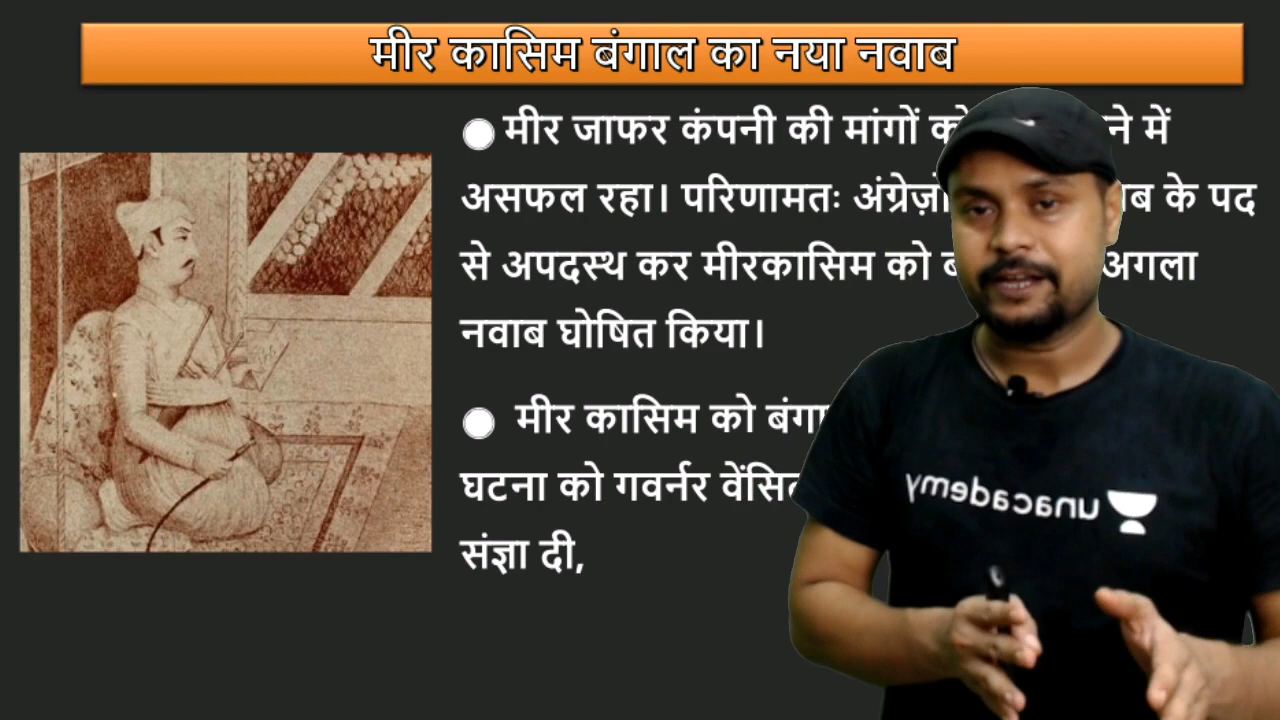 मीर कासिम बंगाल का नया नवाब
मीर जाफर कंपनी की मांगों को ने में
असफल रहा। परिणामतः के पद
से अपदस्थ कर मीरकासिम को अगला
नवाब घोषित किया।
मीर कासिम को
घटना को गवर्नर
संज्ञा दी,
unacademy